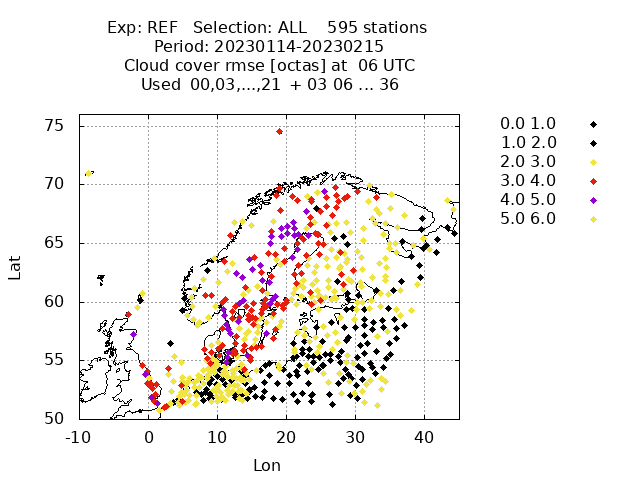 Exp: REF Selection: ALL 595 stations
Period: 20230114-20230215
Cloud cover rmse [octas] at 06 UTC
Used 00,03,...,21 + 03 06 ... 36
0.0 1.0
1.0 2.0
2.0 3.0
3.0 4.0
4.0 5.0
5.0 6.0
75
70
65
60
55
50
Lat
-10 0 10 20 30 40
Lon